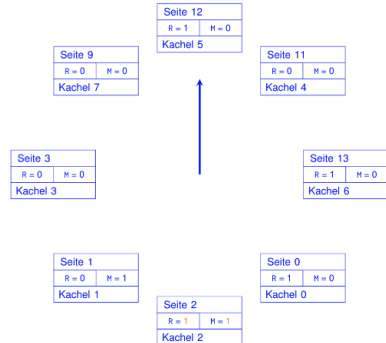 Seite 12
R = 1 M = 0
Kachel 5
Seite 9
R = 0 M = 0
Kachel 7
Seite 11
R = 0 M = 0
Kachel 4
Seite 3
R = 0 M = 0
Kachel 3
Seite 13
R = 1 M = 0
Kachel 6
Seite 1
R = 0 M = 1
Kachel 1
Seite 0
R = 1 M = 0
Kachel 0
Seite 2
R = 1 M = 1
Kachel 2